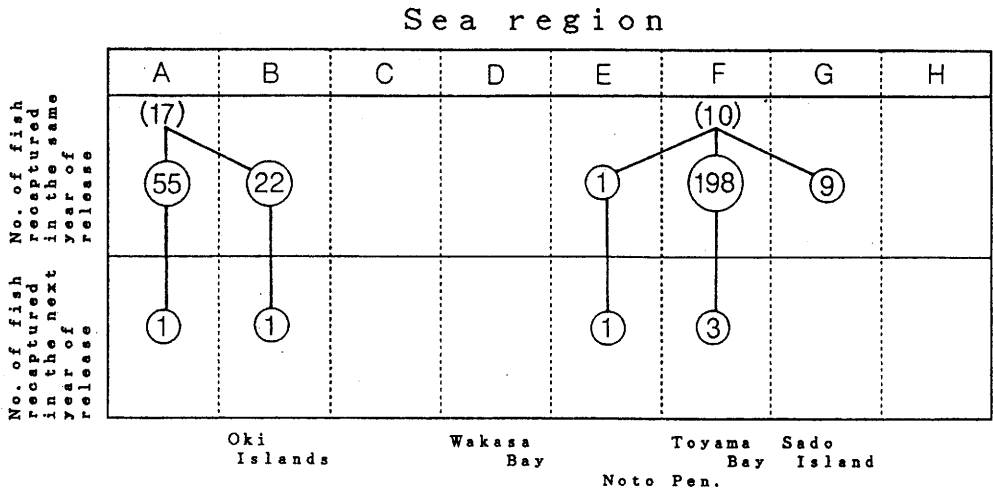 Sea region
A B C D E F G H
No. of fish
recaptured
in the same
year of
release
(17) (10)
55 22 1 198 9
No. of fish
recaptured
in the next
year of
release
1 1 1 3
Oki
Islands
Wakasa
Bay
Noto Pen.
Toyama
Bay
Sado
Island